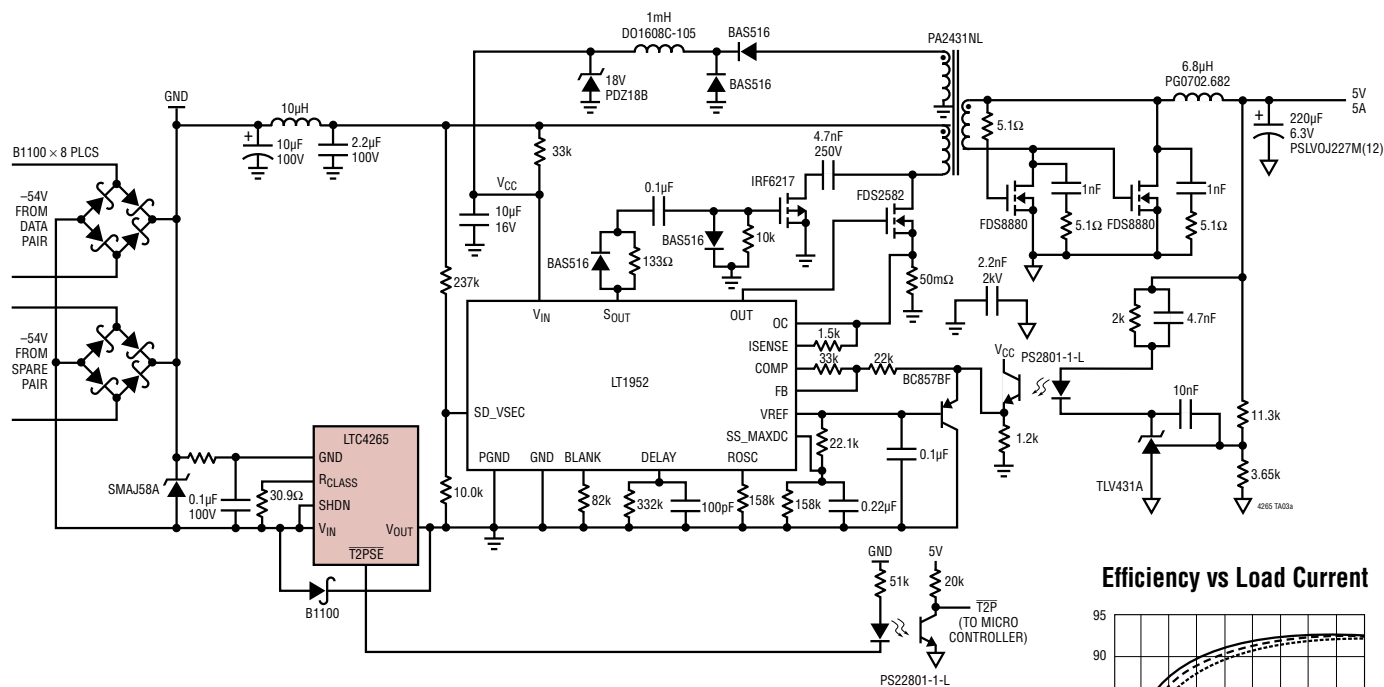 1mH
DO1608C-105
BAS516
PA2431NL
18V
PDZ18B
BAS516
6.8µH
PG0702.682
5V
5A
GND
10µH
+
10µF
100V
2.2µF
100V
B1100 × 8 PLCS
–54V
FROM
DATA
PAIR
–54V
FROM
SPARE
PAIR
33k
VCC
10µF
16V
237k
0.1µF
BAS516
133Ω
BAS516
10k
IRF6217
4.7nF
250V
FDS2582
50mΩ
5.1Ω
FDS8880
1nF
5.1Ω
FDS8880
1nF
5.1Ω
+
220µF
6.3V
PSLVOJ227M(12)
2.2nF
2kV
VIN
SOUT
OUT
OC
ISENSE
COMP
FB
VREF
SS_MAXDC
LT1952
SD_VSEC
PGND
GND
BLANK
DELAY
ROSC
1.5k
33k
22k
BC857BF
VCC
PS2801-1-L
1.2k
2k
4.7nF
10nF
11.3k
3.65k
TLV431A
4265 TA03a
22.1k
0.1µF
10.0k
82k
332k
100pF
158k
158k
0.22µF
SMAJ58A
0.1µF
100V
30.9Ω
LTC4265
GND
RCLASS
SHDN
VIN
VOUT
T2PSE
B1100
GND
51k
5V
20k
T2P
(TO MICRO
CONTROLLER)
PS22801-1-L
Efficiency vs Load Current
95
90